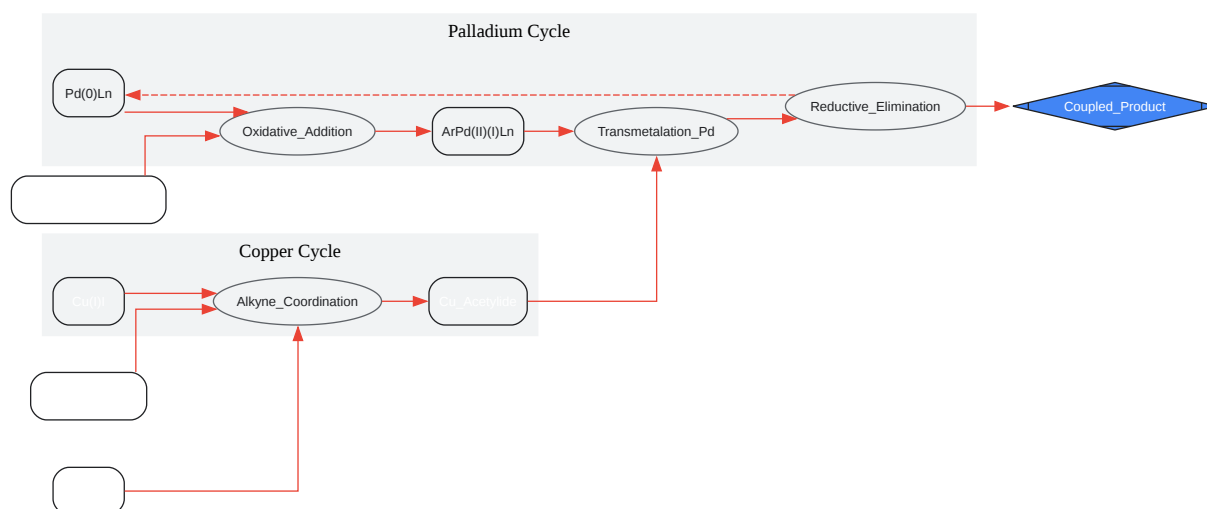 Palladium Cycle
Pd(0)Ln
Reductive_Elimination
Coupled_Product
Oxidative_Addition
ArPd(II)(I)Ln
Transmetalation_Pd
Copper Cycle
Cu(I)I
Alkyne_Coordination
Cu_Acetylide